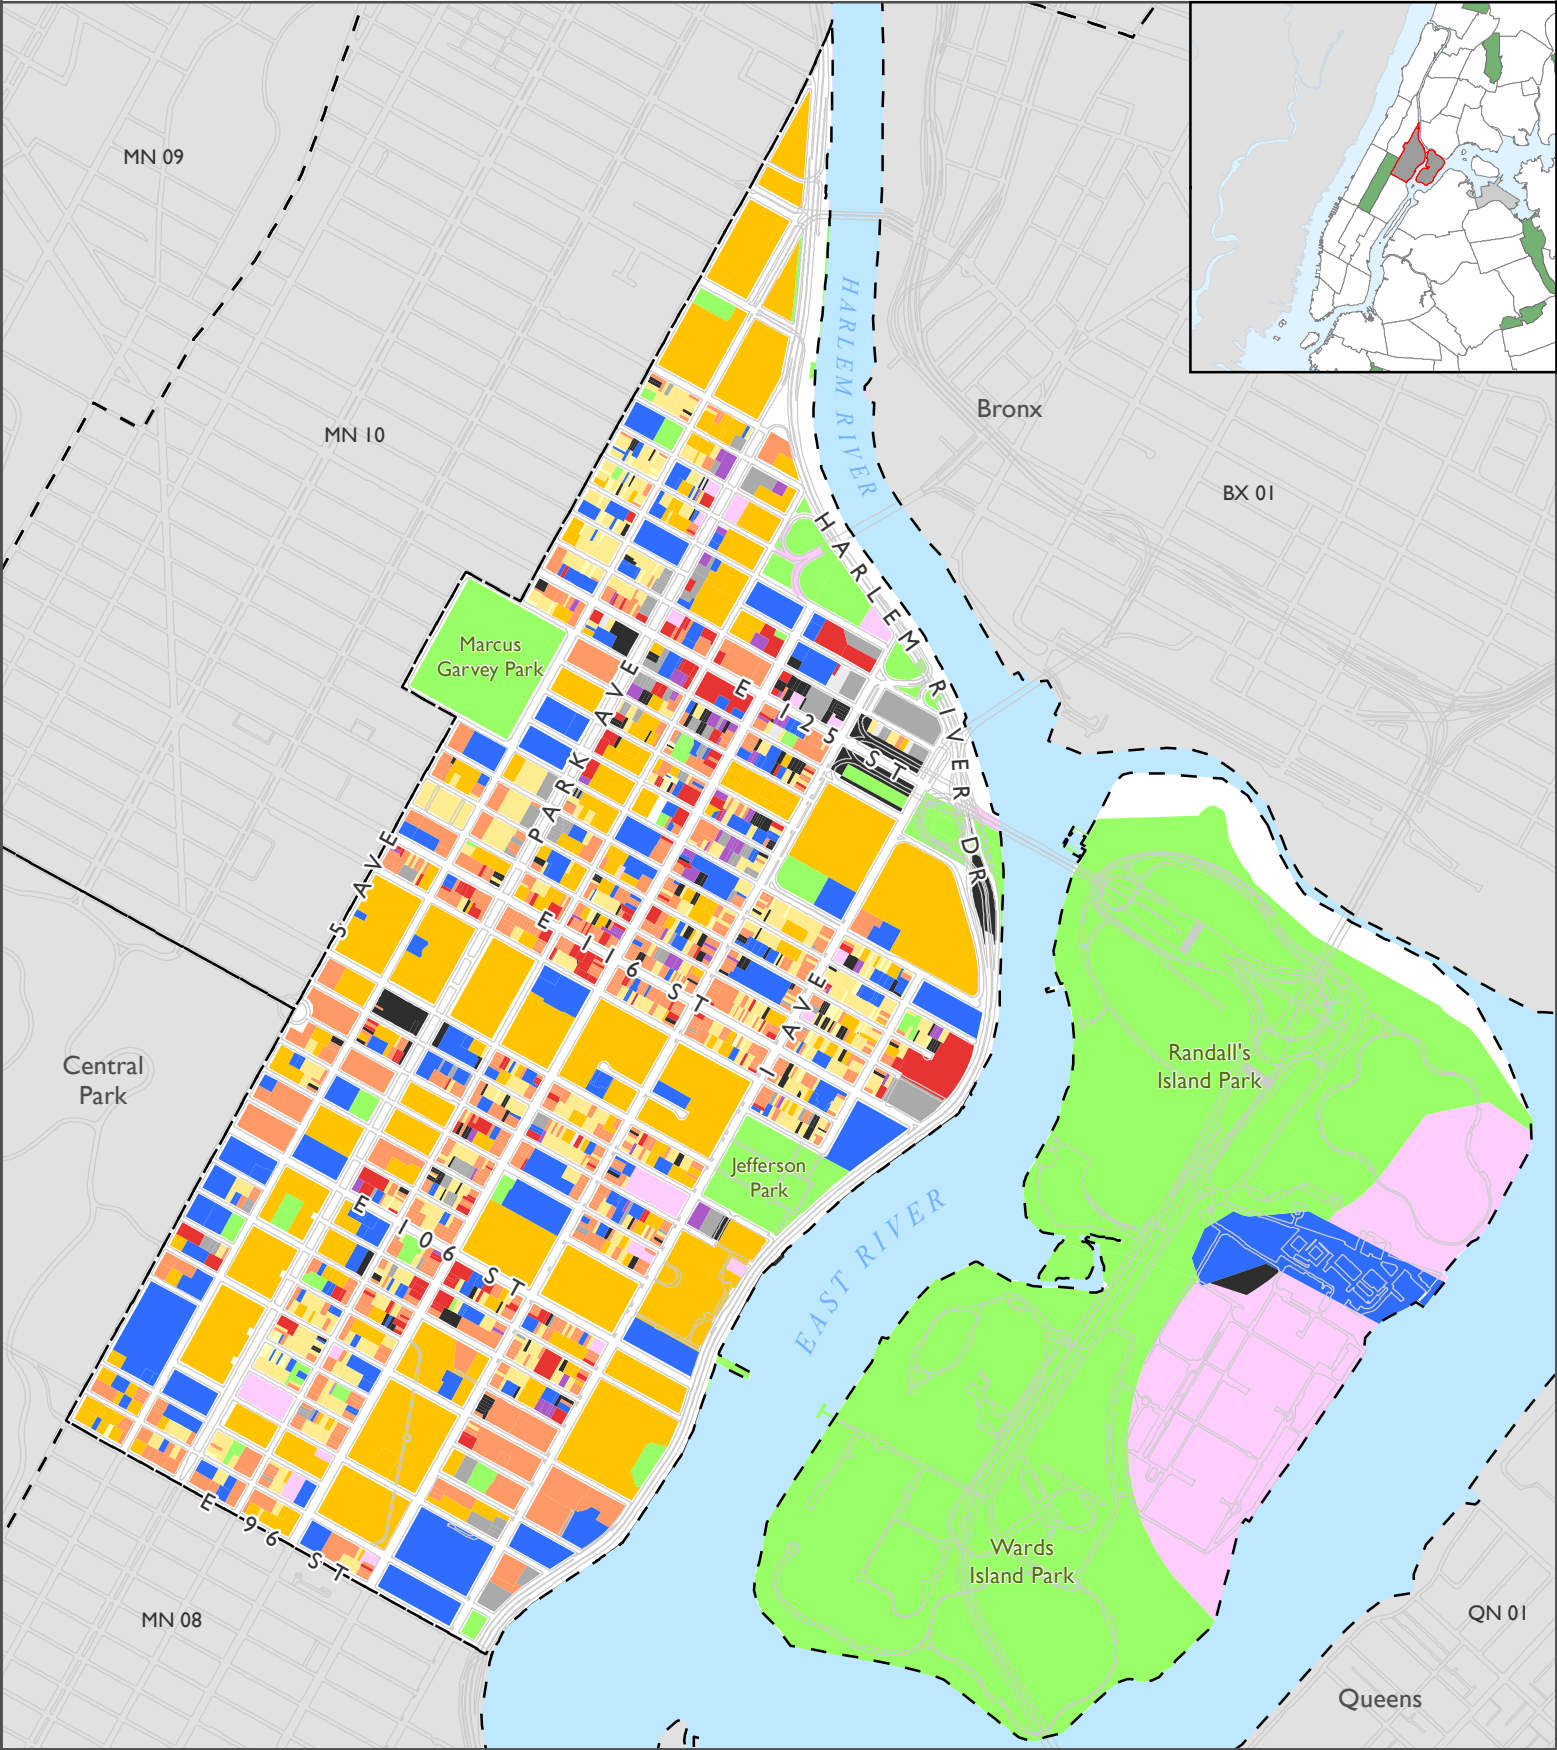 MN 09
HARLEM RIVER
Bronx
MN 10
BX 01
HARLEM RIVER DR
Marcus
Garvey Park
E 125 ST
PARK AVE
5 AVE
E 116 ST
1 AVE
Central
Park
Randall's
Island Park
Jefferson
Park
E 106 ST
EAST RIVER
E 96 ST
Wards
Island Park
MN 08
QN 01
Queens